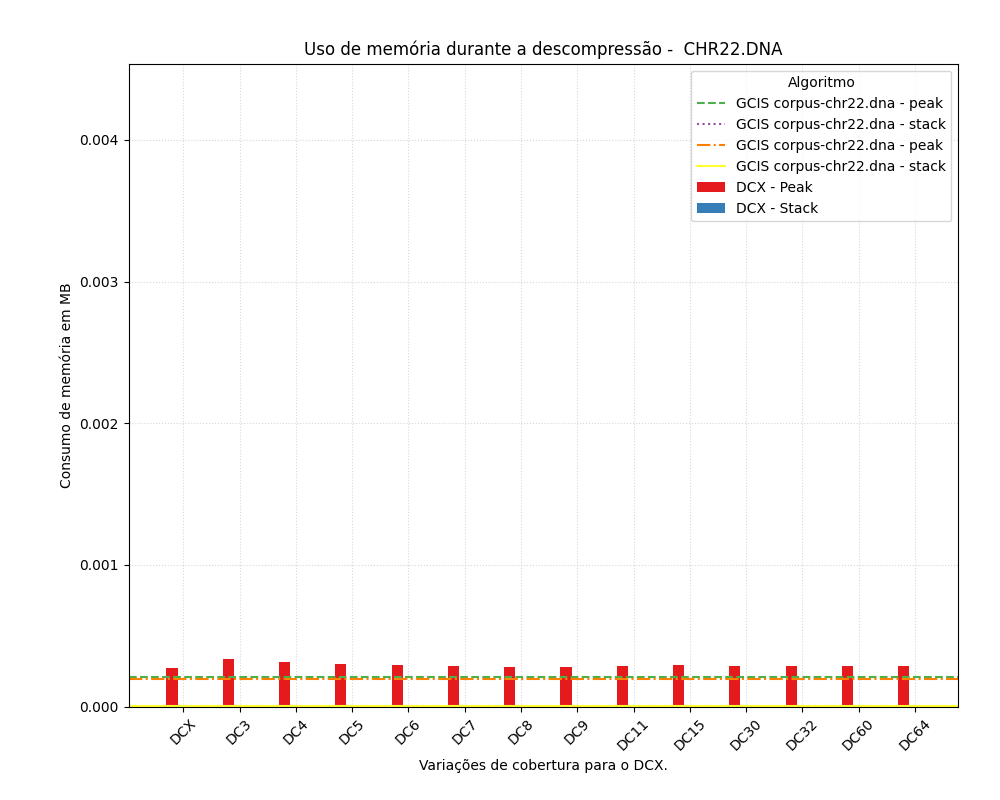 Uso de memória durante a descompressão -  CHR22.DNA
Algoritmo
GCIS corpus-chr22.dna - peak
GCIS corpus-chr22.dna - stack
GCIS corpus-chr22.dna - peak
GCIS corpus-chr22.dna - stack
DCX - Peak
DCX - Stack
Consumo de memória em MB
0.004
0.003
0.002
0.001
0.000
DCX
DC3
DC4
DC5
DC6
DC7
DC8
DC9
DC11
DC15
DC30
DC32
DC60
DC64
Variações de cobertura para o DCX.